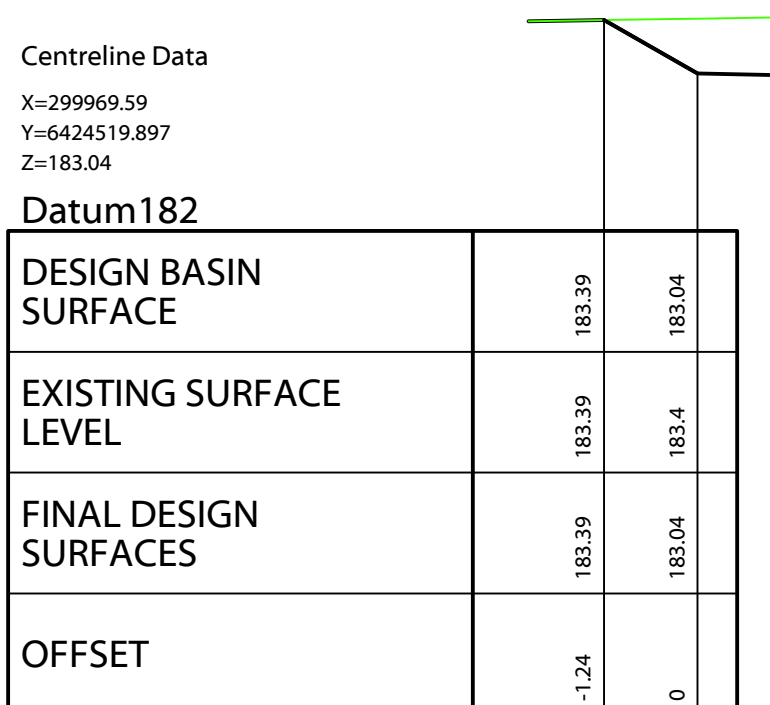 Centreline Data
X=299969.59
Y=6424519.897
Z=183.04
Datum182
DESIGN BASIN
SURFACE
183.39
183.04
EXISTING SURFACE
LEVEL
183.39
183.4
FINAL DESIGN
SURFACES
183.39
183.04
OFFSET
-1.24
0